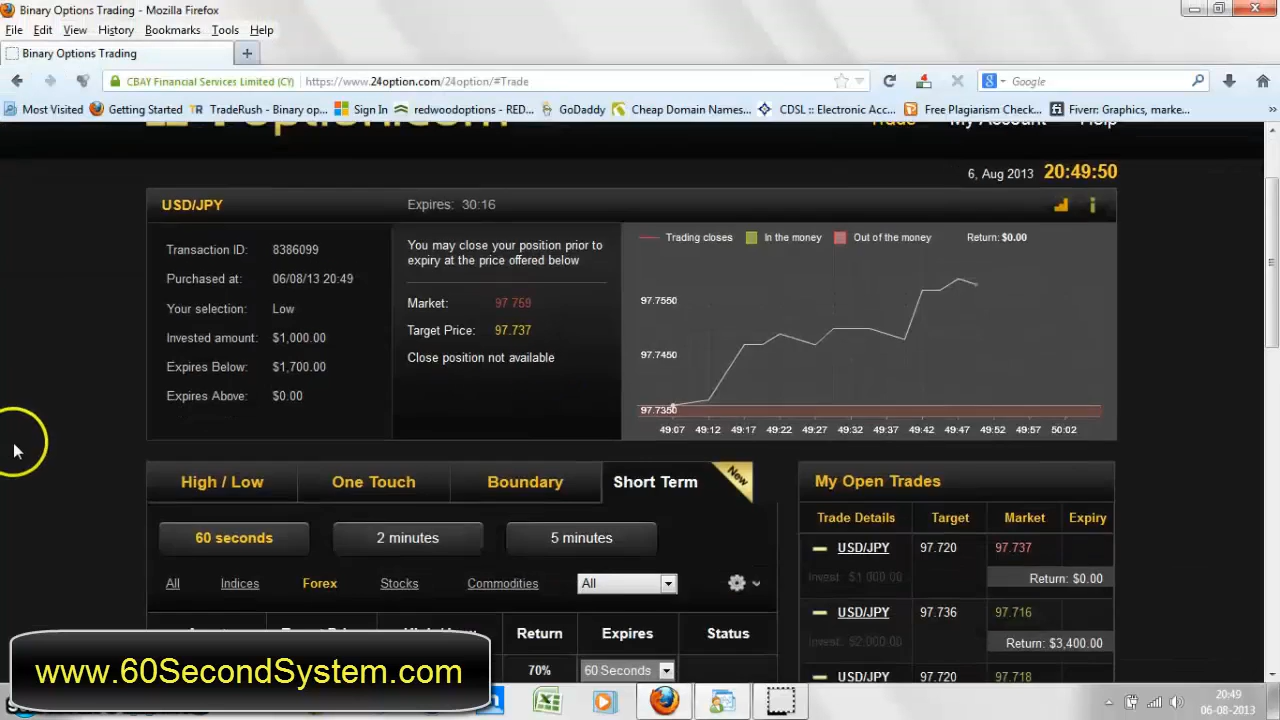 Binary Options Trading - Mozilla Firefox
File Edit View History Bookmarks Tools Help
Binary Options Trading
CBAY Financial Services Limited (CY) https://www.24option.com/24option/#Trade Google
Most Visited Getting Started TradeRush - Binary op... Sign In redwoodoptions - RED... GoDaddy Cheap Domain Names... CDSL :: Electronic Acc... Free Plagiarism Check... Fiverr: Graphics, marke...
Trade My Account Help
6, Aug 2013 20:49:50
USD/JPY Expires: 30:16
Transaction ID: 8386099
Purchased at: 06/08/13 20:49
Your selection: Low
Invested amount: $1,000.00
Expires Below: $1,700.00
Expires Above: $0.00
You may close your position prior to
expiry at the price offered below
Market: 97.759
Target Price: 97.737
Close position not available
Trading closes In the money Out of the money Return: $0.00
97.7550
97.7450
97.7350
49:07 49:12 49:17 49:22 49:27 49:32 49:37 49:42 49:47 49:52 49:57 50:02
High / Low One Touch Boundary Short Term New
60 seconds 2 minutes 5 minutes
All Indices Forex Stocks Commodities All
Return Expires Status
70% 60 Seconds
My Open Trades
Trade Details Target Market Expiry
USD/JPY 97.720 97.737
Invest: $1,000.00 Return: $0.00
USD/JPY 97.736 97.716
Invest: $2,000.00 Return: $3,400.00
USD/JPY 97.720 97.718
www.60SecondSystem.com
20:49
06-08-2013